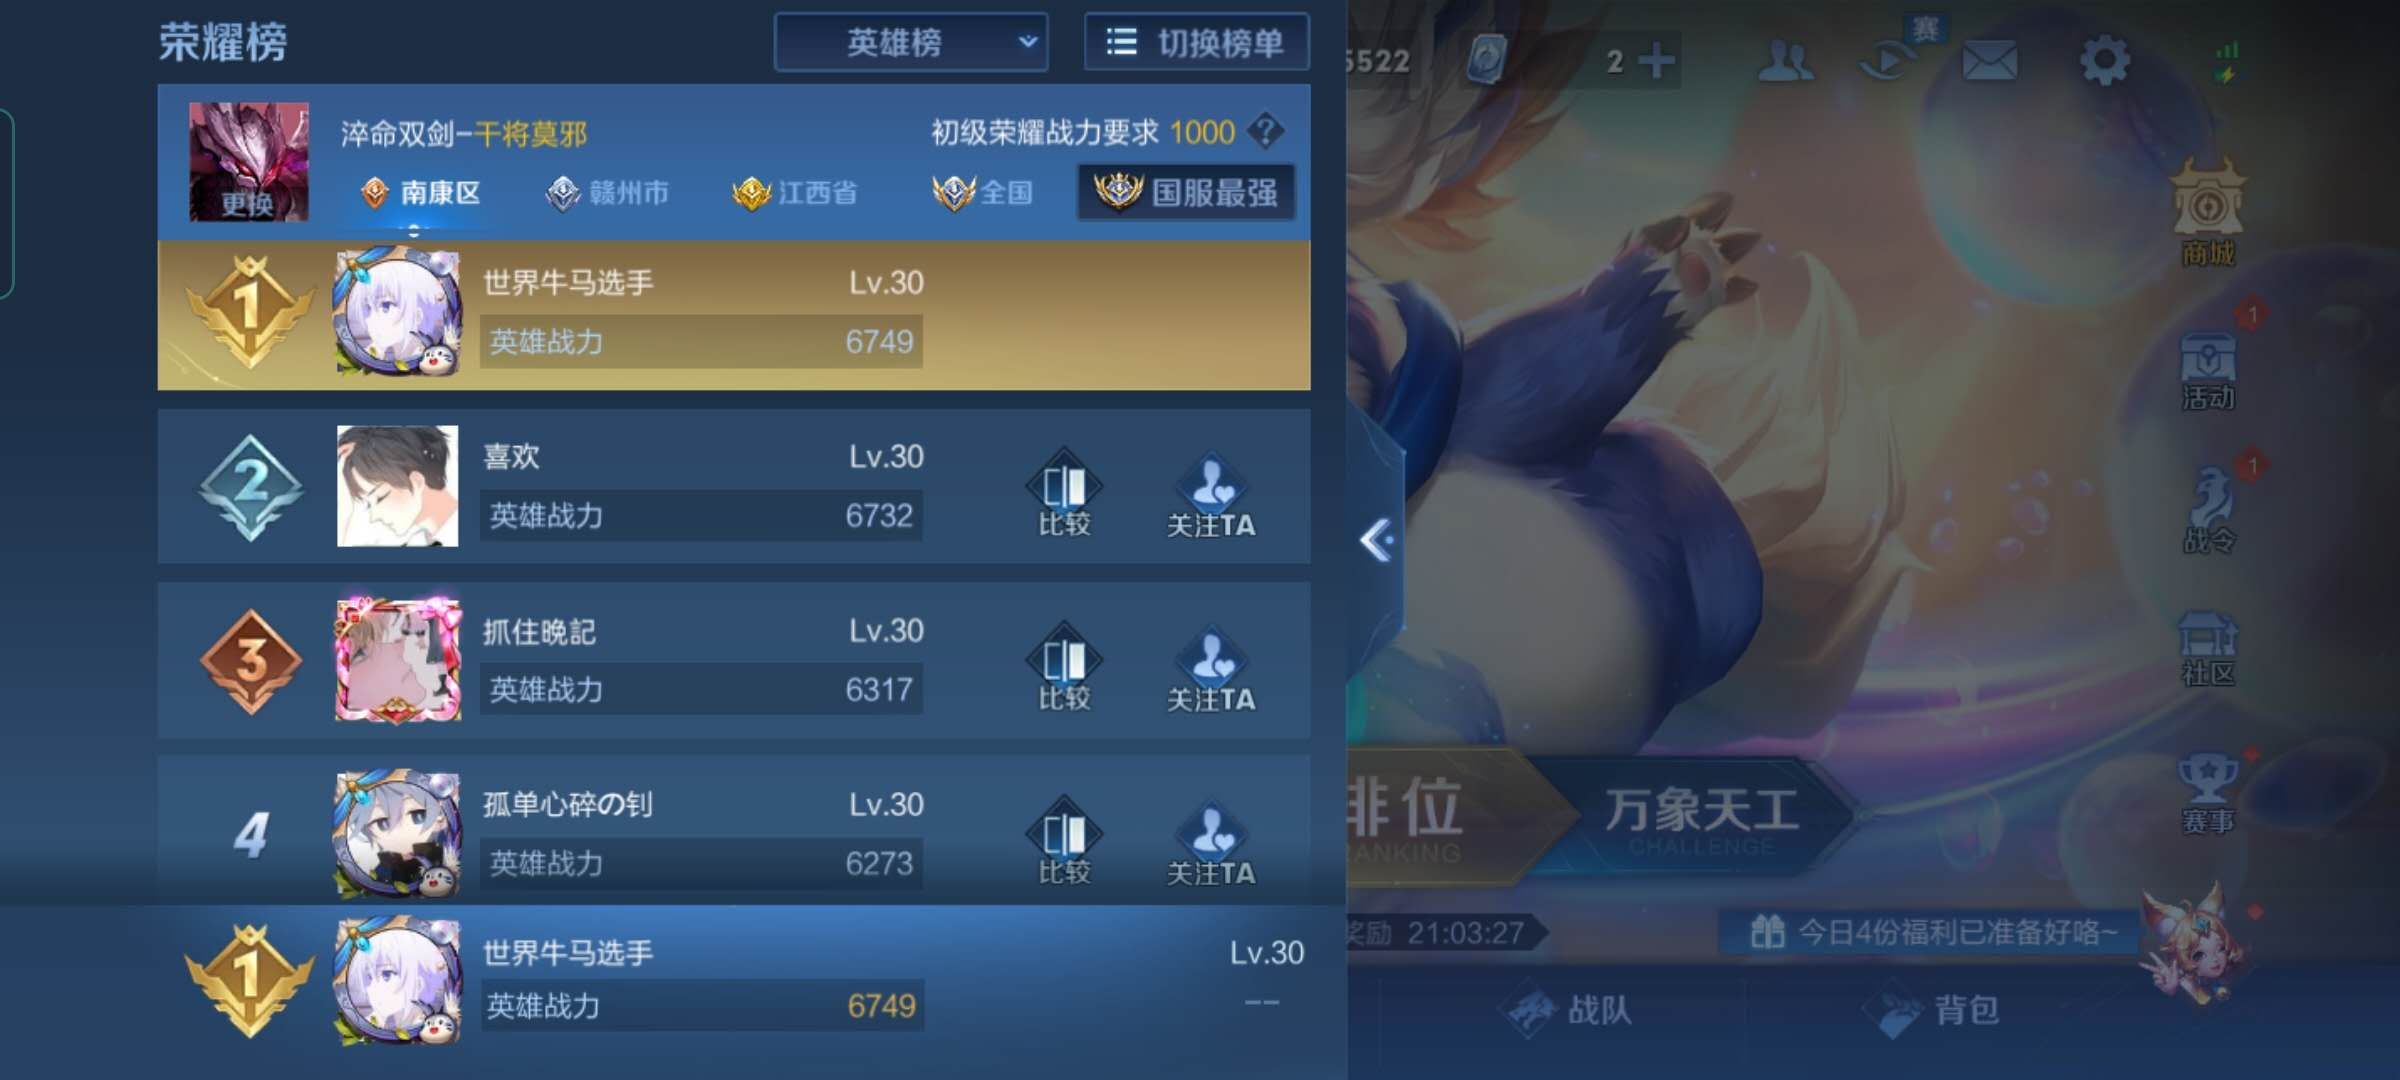 荣耀榜
英雄榜
切换榜单
5522
2
赛
淬命双剑-干将莫邪
初级荣耀战力要求 1000 ?
更换
南康区
赣州市
江西省
全国
国服最强
商城
1
世界牛马选手
Lv.30
英雄战力
6749
1
活动
2
喜欢
Lv.30
英雄战力
6732
比较
关注TA
1
战令
3
抓住晚記
Lv.30
英雄战力
6317
比较
关注TA
社区
4
孤单心碎の钊
Lv.30
英雄战力
6273
比较
关注TA
排位
RANKING
万象天工
CHALLENGE
赛事
1
世界牛马选手
Lv.30
英雄战力
6749
--
奖励 21:03:27
今日4份福利已准备好咯~
战队
背包